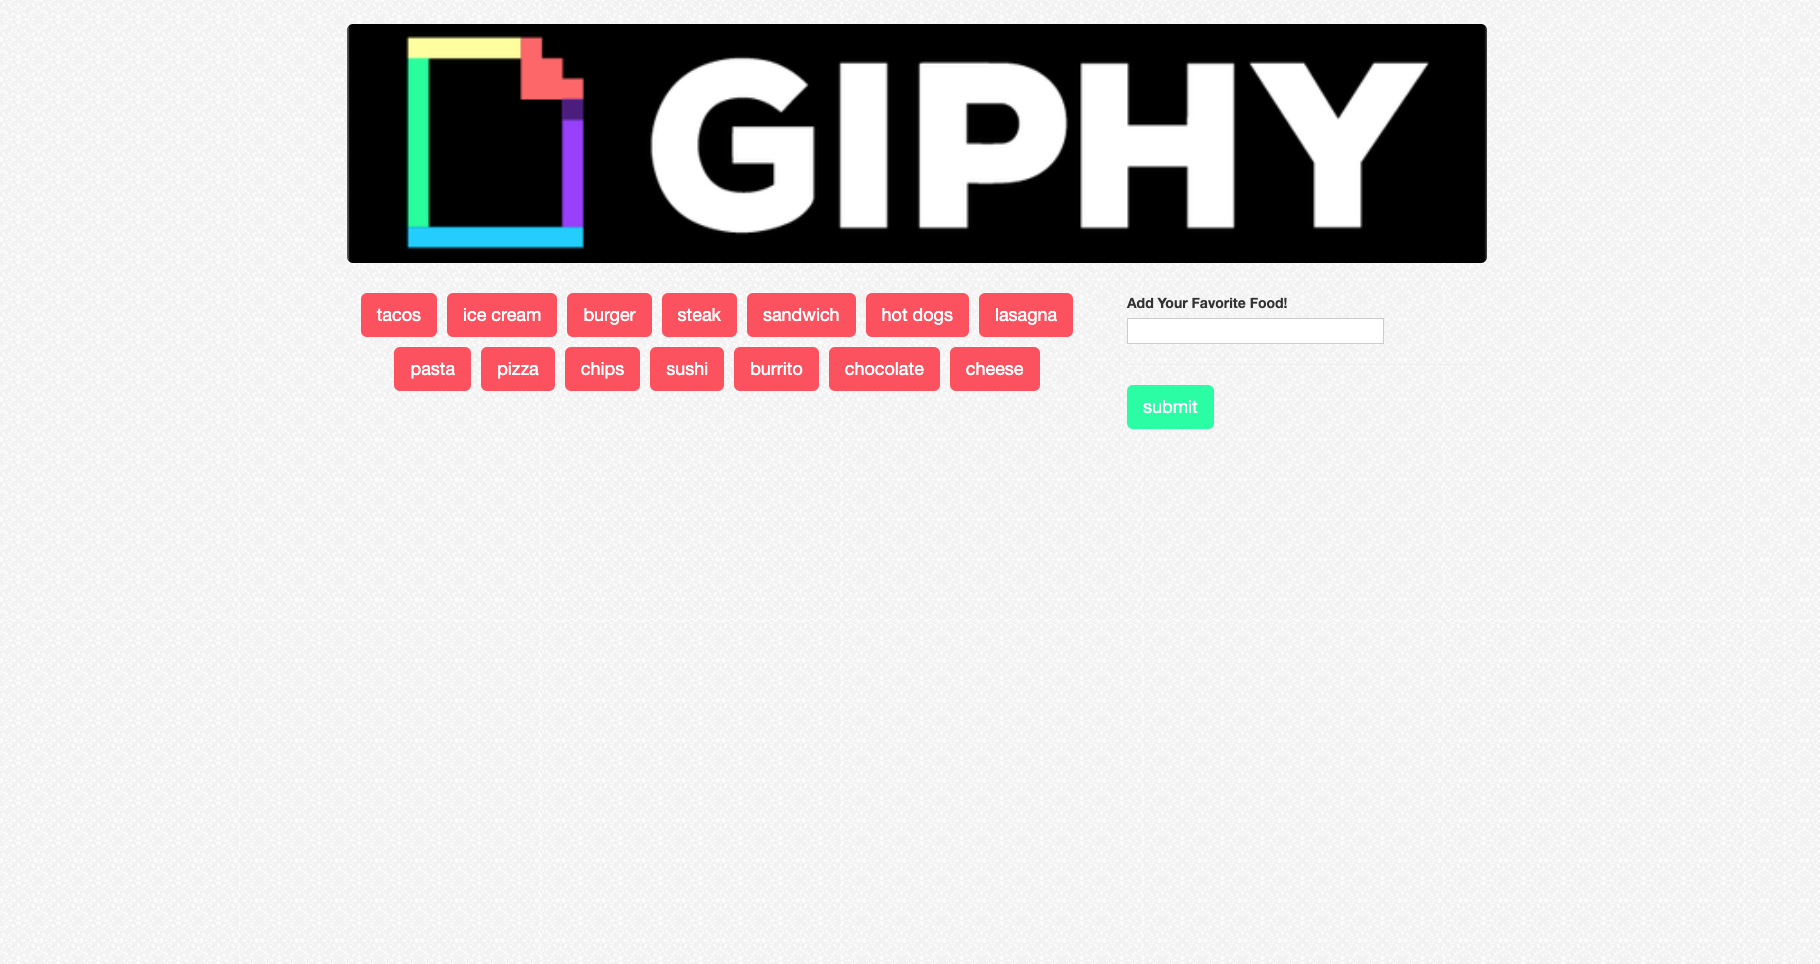 GIPHY
tacos ice cream burger steak sandwich hot dogs lasagna
pasta pizza chips sushi burrito chocolate cheese
Add Your Favorite Food!
submit